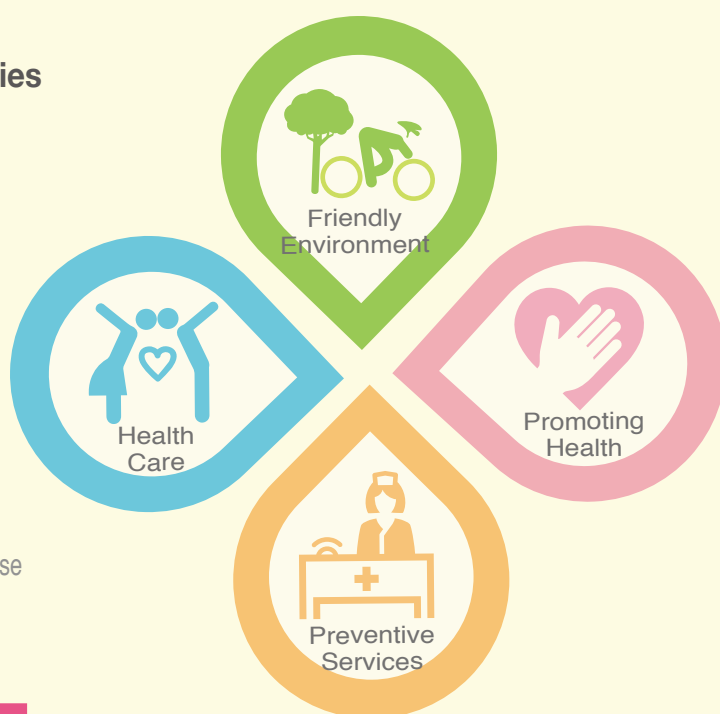 ies
Friendly
Environment
Promoting
Health
Health
Care
se
Preventive
Services